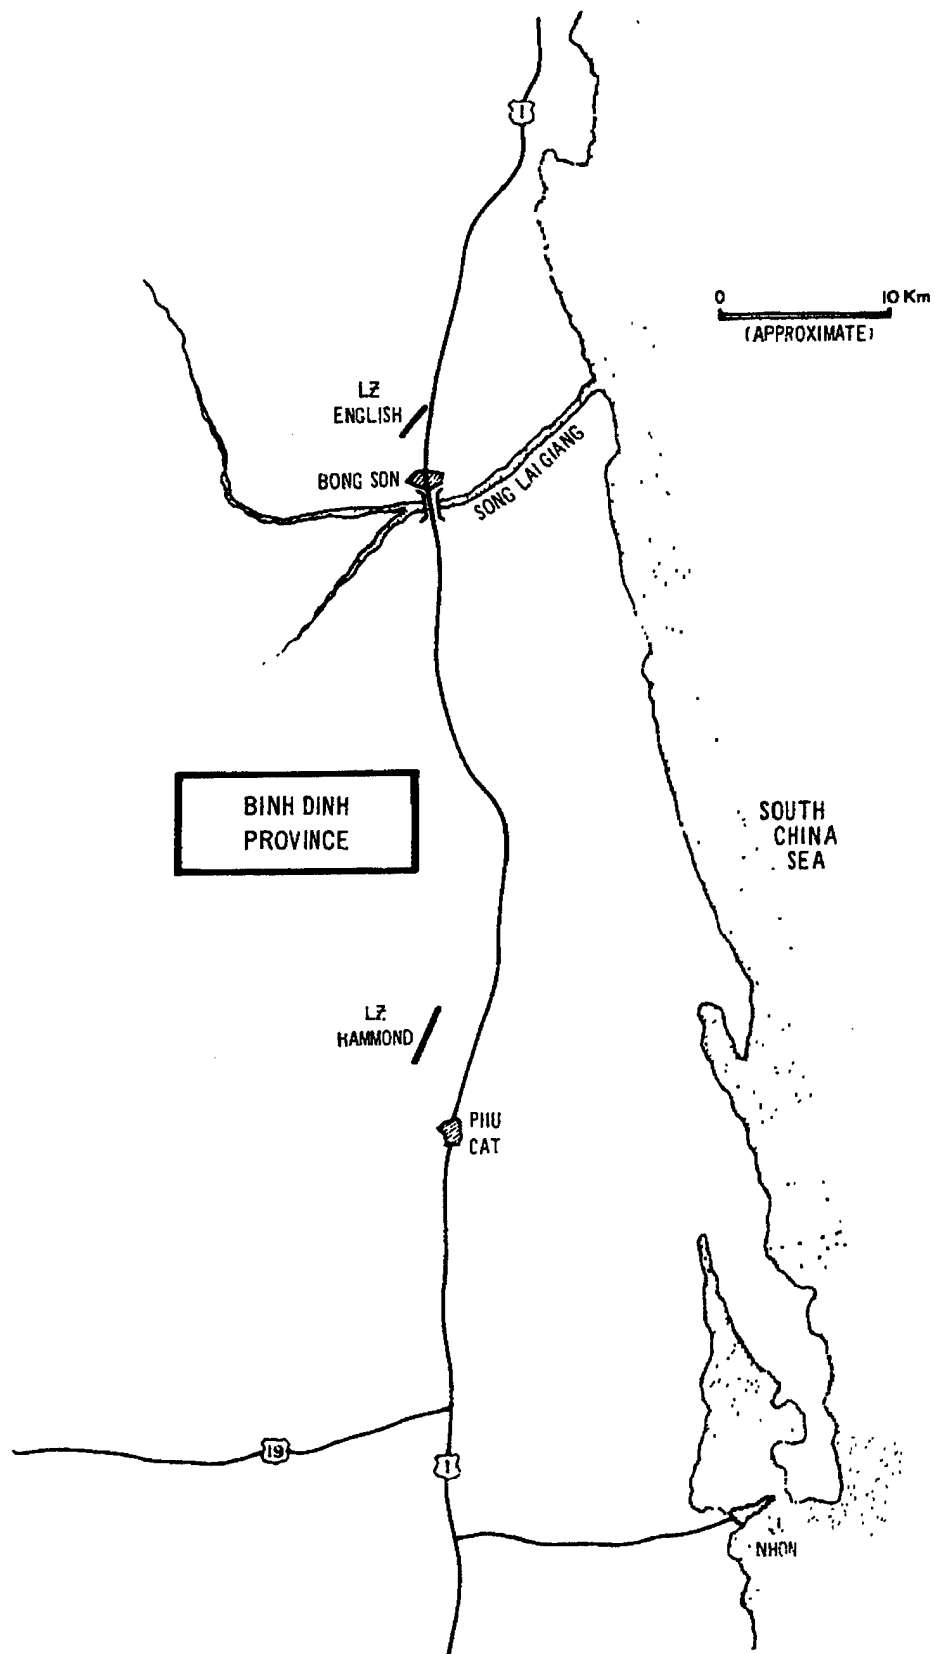 1
0 10 Km
(APPROXIMATE)
LZ
ENGLISH
BONG SON
SONG LAI GIANG
BINH DINH
PROVINCE
SOUTH
CHINA
SEA
LZ
HAMMOND
PHU
CAT
19
1
NHON